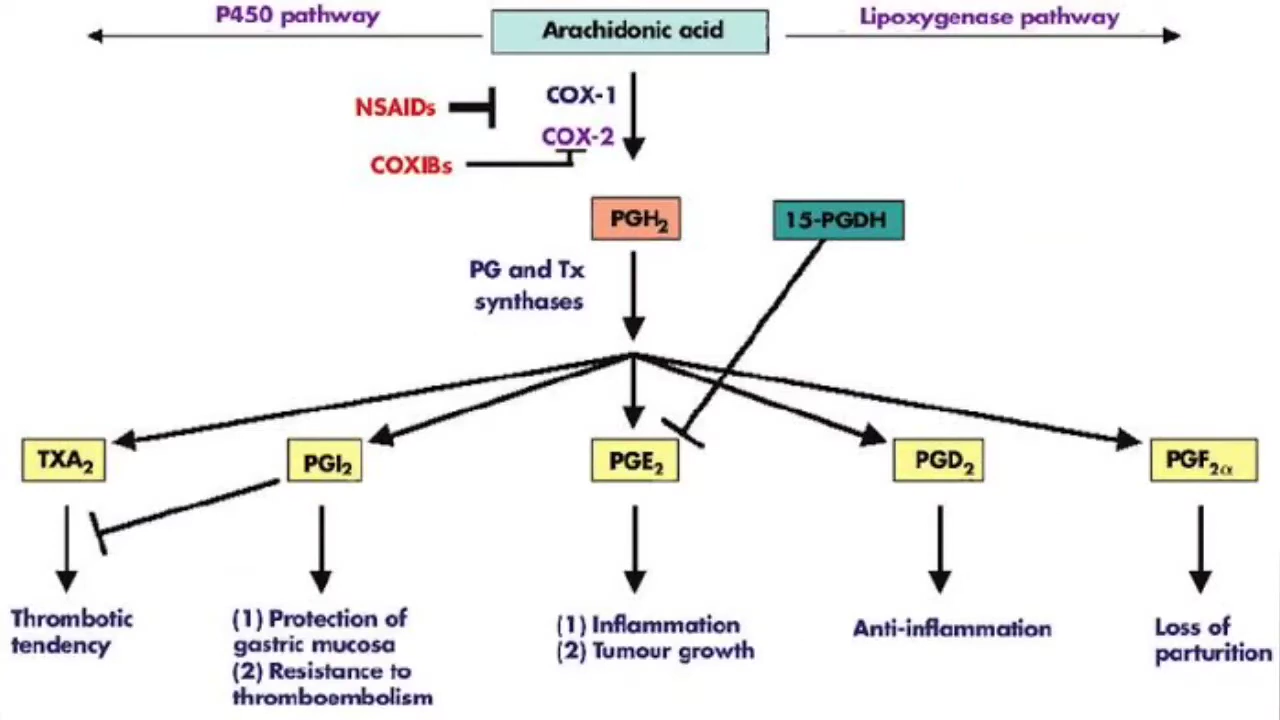 P450 pathway
Arachidonic acid
Lipoxygenase pathway
NSAIDs
COX-1
COX-2
COXIBs
PGH₂
15-PGDH
PG and Tx
synthases
TXA₂
PGI₂
PGE₂
PGD₂
PGF₂α
Thrombotic
tendency
(1) Protection of
gastric mucosa
(2) Resistance to
thromboembolism
(1) Inflammation
(2) Tumour growth
Anti-inflammation
Loss of
parturition